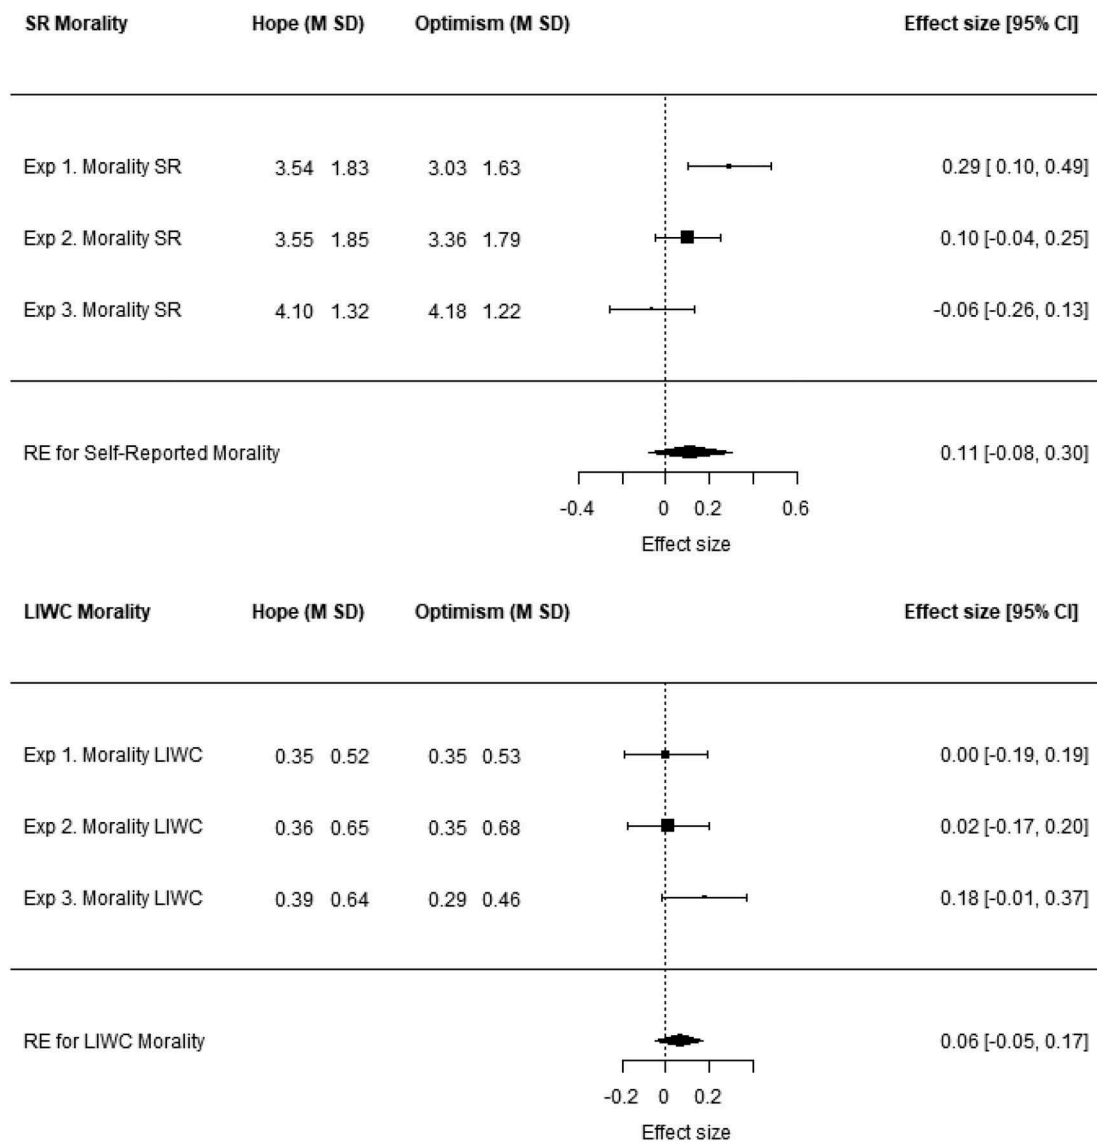 SR Morality Hope (M SD) Optimism (M SD) Effect size [95% CI]
Exp 1. Morality SR 3.54 1.83 3.03 1.63 0.29 [ 0.10, 0.49]
Exp 2. Morality SR 3.55 1.85 3.36 1.79 0.10 [-0.04, 0.25]
Exp 3. Morality SR 4.10 1.32 4.18 1.22 -0.06 [-0.26, 0.13]
RE for Self-Reported Morality 0.11 [-0.08, 0.30]
-0.4 0 0.2 0.6
Effect size
LIWC Morality Hope (M SD) Optimism (M SD) Effect size [95% CI]
Exp 1. Morality LIWC 0.35 0.52 0.35 0.53 0.00 [-0.19, 0.19]
Exp 2. Morality LIWC 0.36 0.65 0.35 0.68 0.02 [-0.17, 0.20]
Exp 3. Morality LIWC 0.39 0.64 0.29 0.46 0.18 [-0.01, 0.37]
RE for LIWC Morality 0.06 [-0.05, 0.17]
-0.2 0 0.2
Effect size